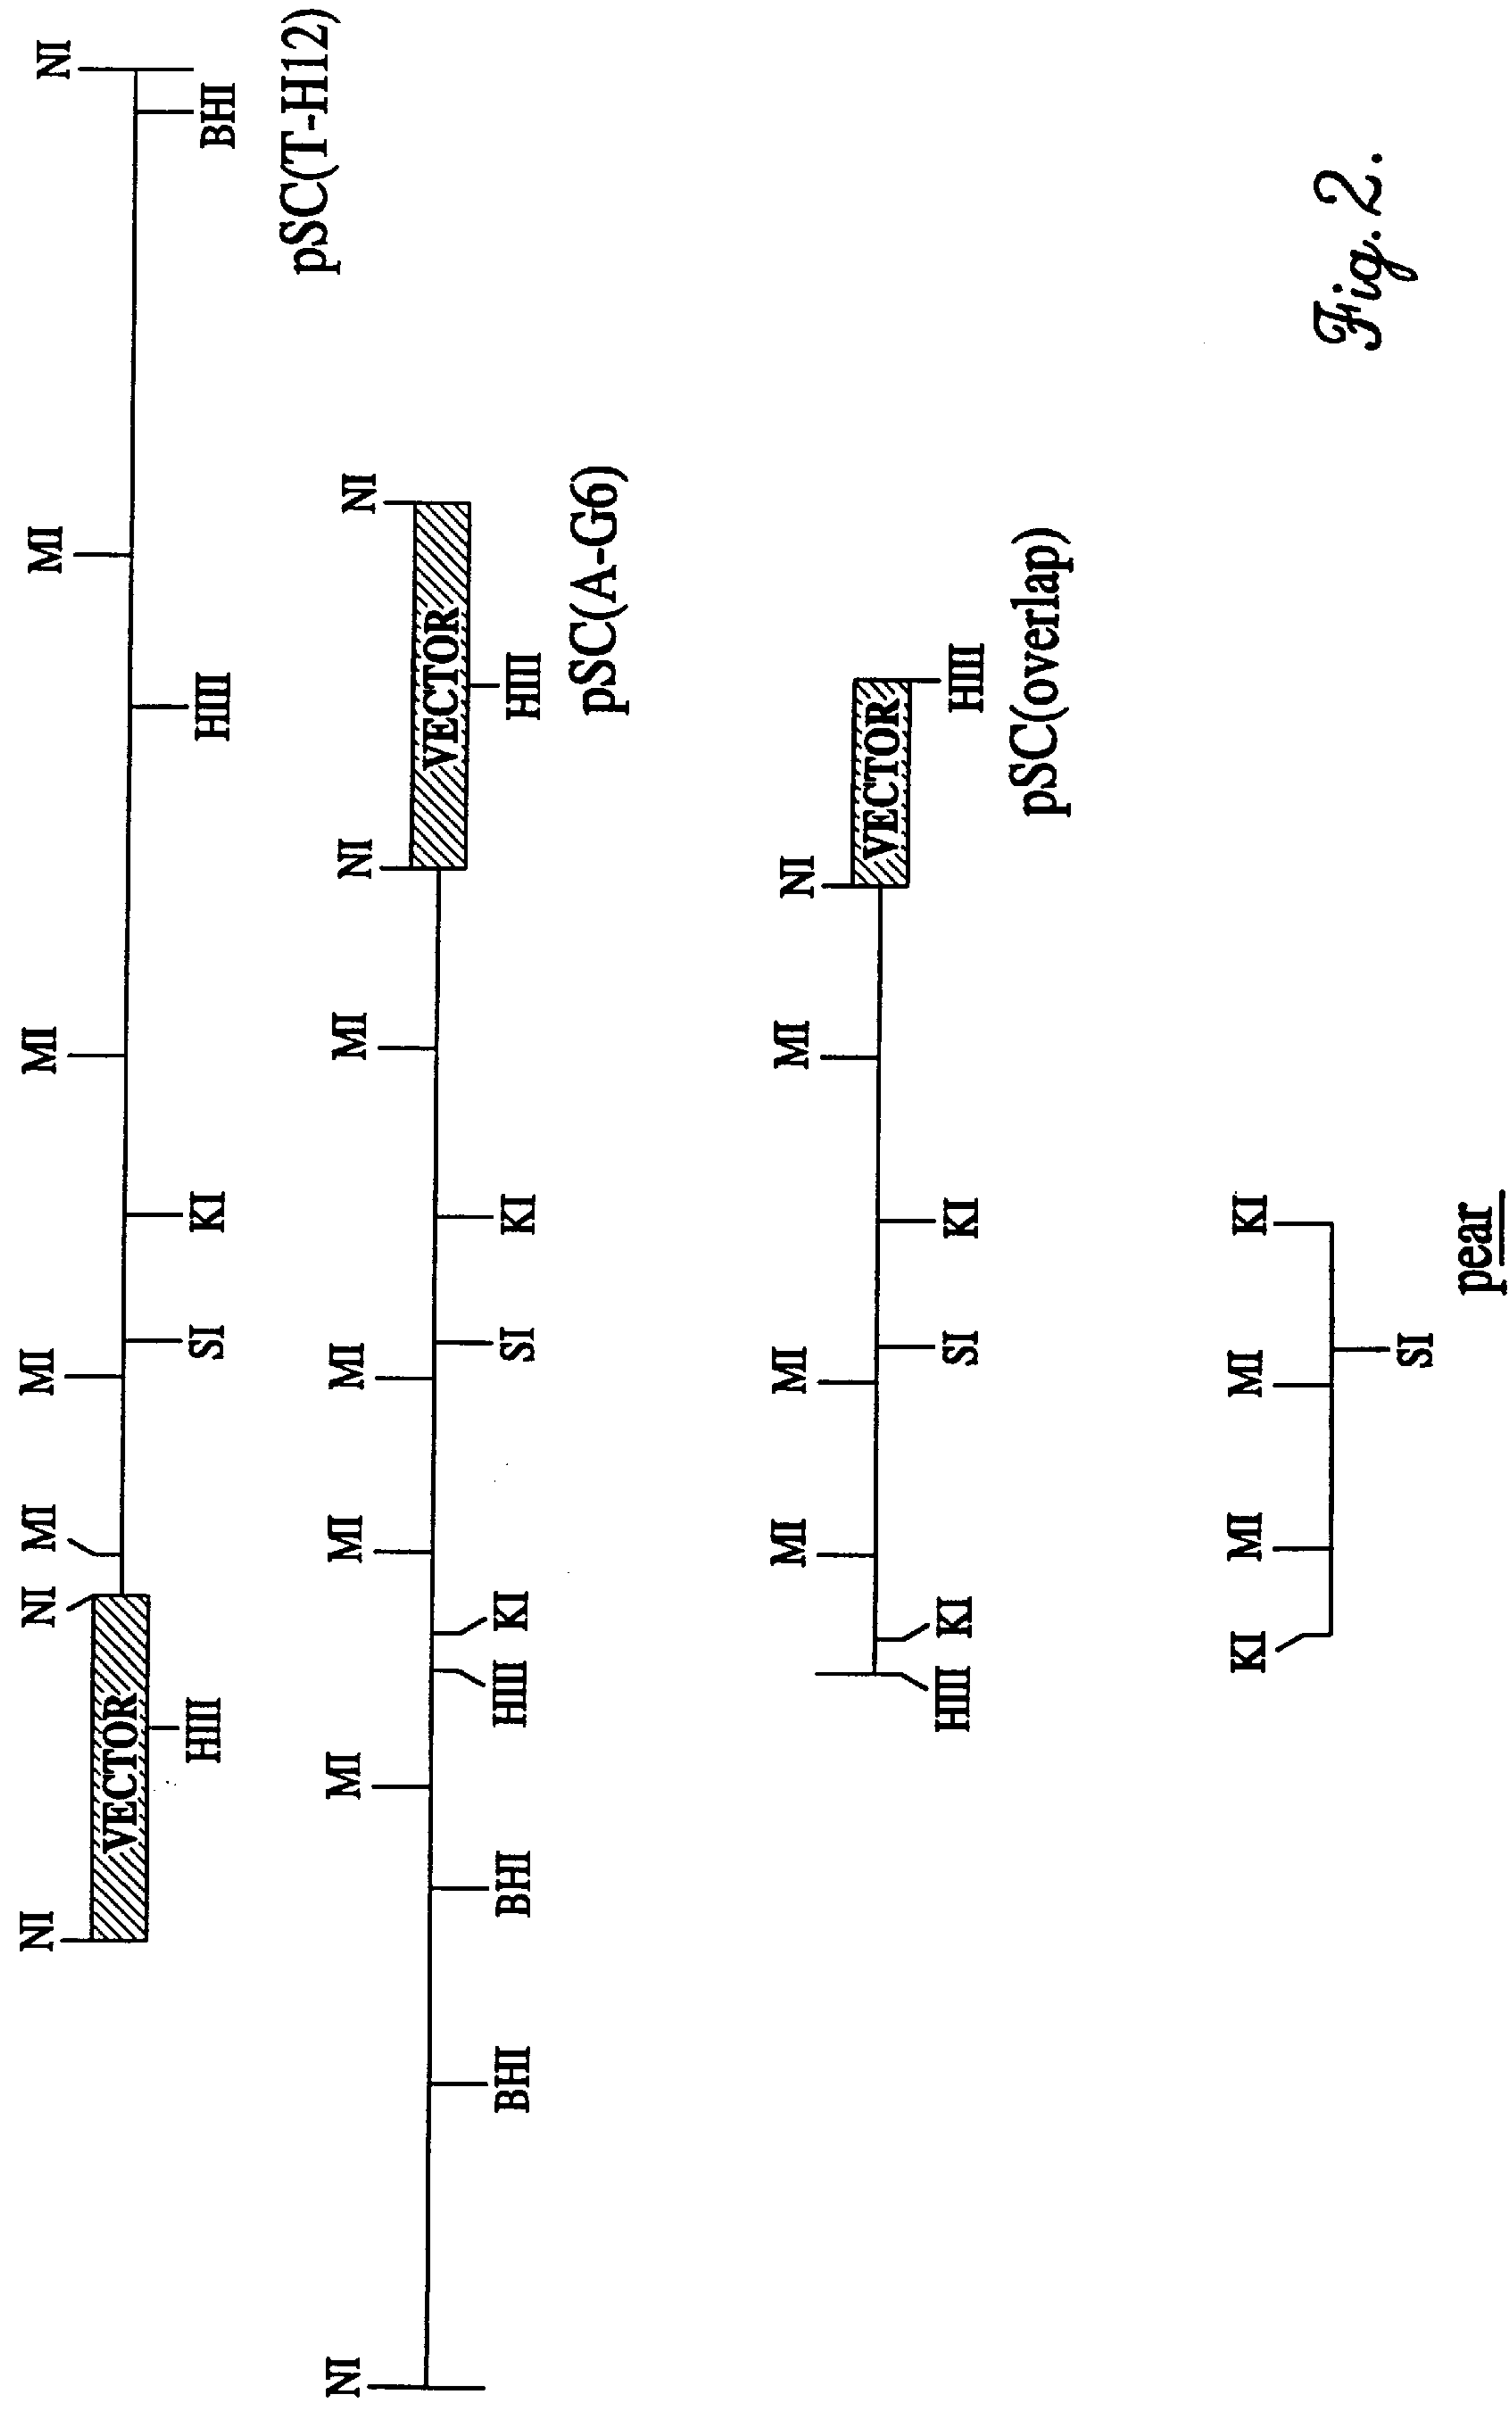 NI NI MI MI MI MI NI
VECTOR
HIII SI KI HIII BHI
pSC(T-H12)
NI MI MI MI MI NI NI
VECTOR
BHI BHI HIII KI SI KI HIII
pSC(A-G6)
MI MI MI NI
VECTOR
HIII KI SI KI HIII
pSC(overlap)
KI MI MI KI
SI
pear
Fig. 2.